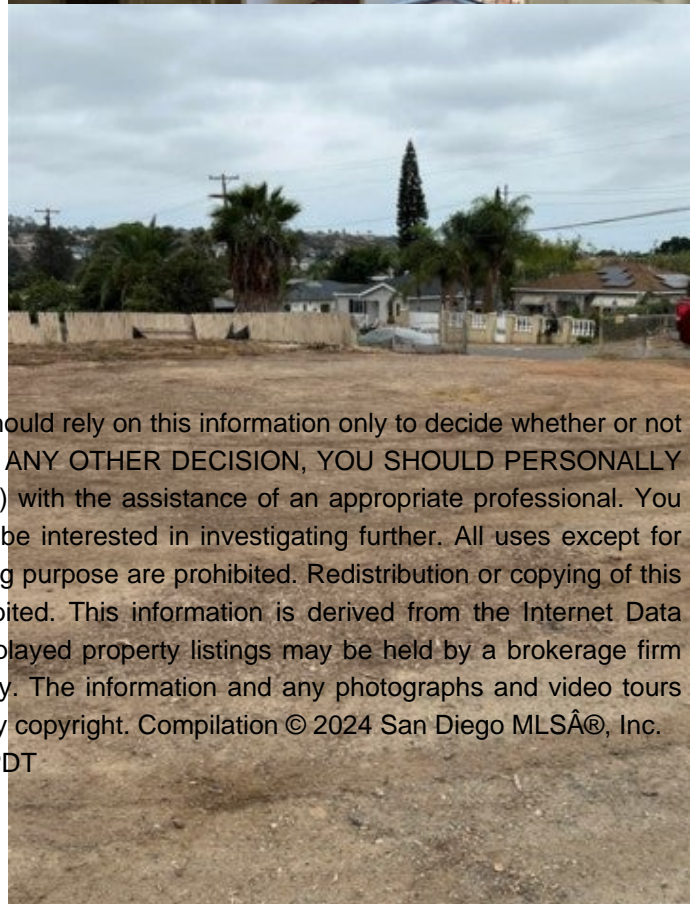 hould rely on this information only to decide whether or not
ANY OTHER DECISION, YOU SHOULD PERSONALLY
) with the assistance of an appropriate professional. You
be interested in investigating further. All uses except for
g purpose are prohibited. Redistribution or copying of this
bited. This information is derived from the Internet Data
played property listings may be held by a brokerage firm
y. The information and any photographs and video tours
y copyright. Compilation © 2024 San Diego MLSÂ®, Inc.
PDT